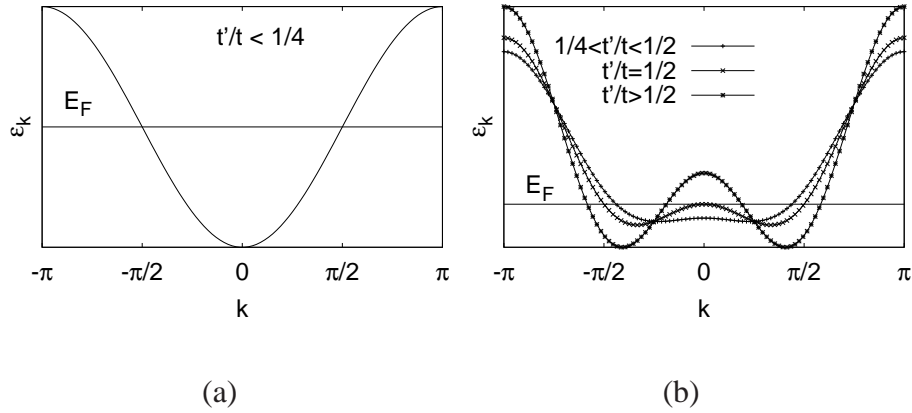 t'/t < 1/4
E_F
ε_k
-π -π/2 0 π/2 π
k
(a)
1/4<t'/t<1/2
t'/t=1/2
t'/t>1/2
E_F
ε_k
-π -π/2 0 π/2 π
k
(b)